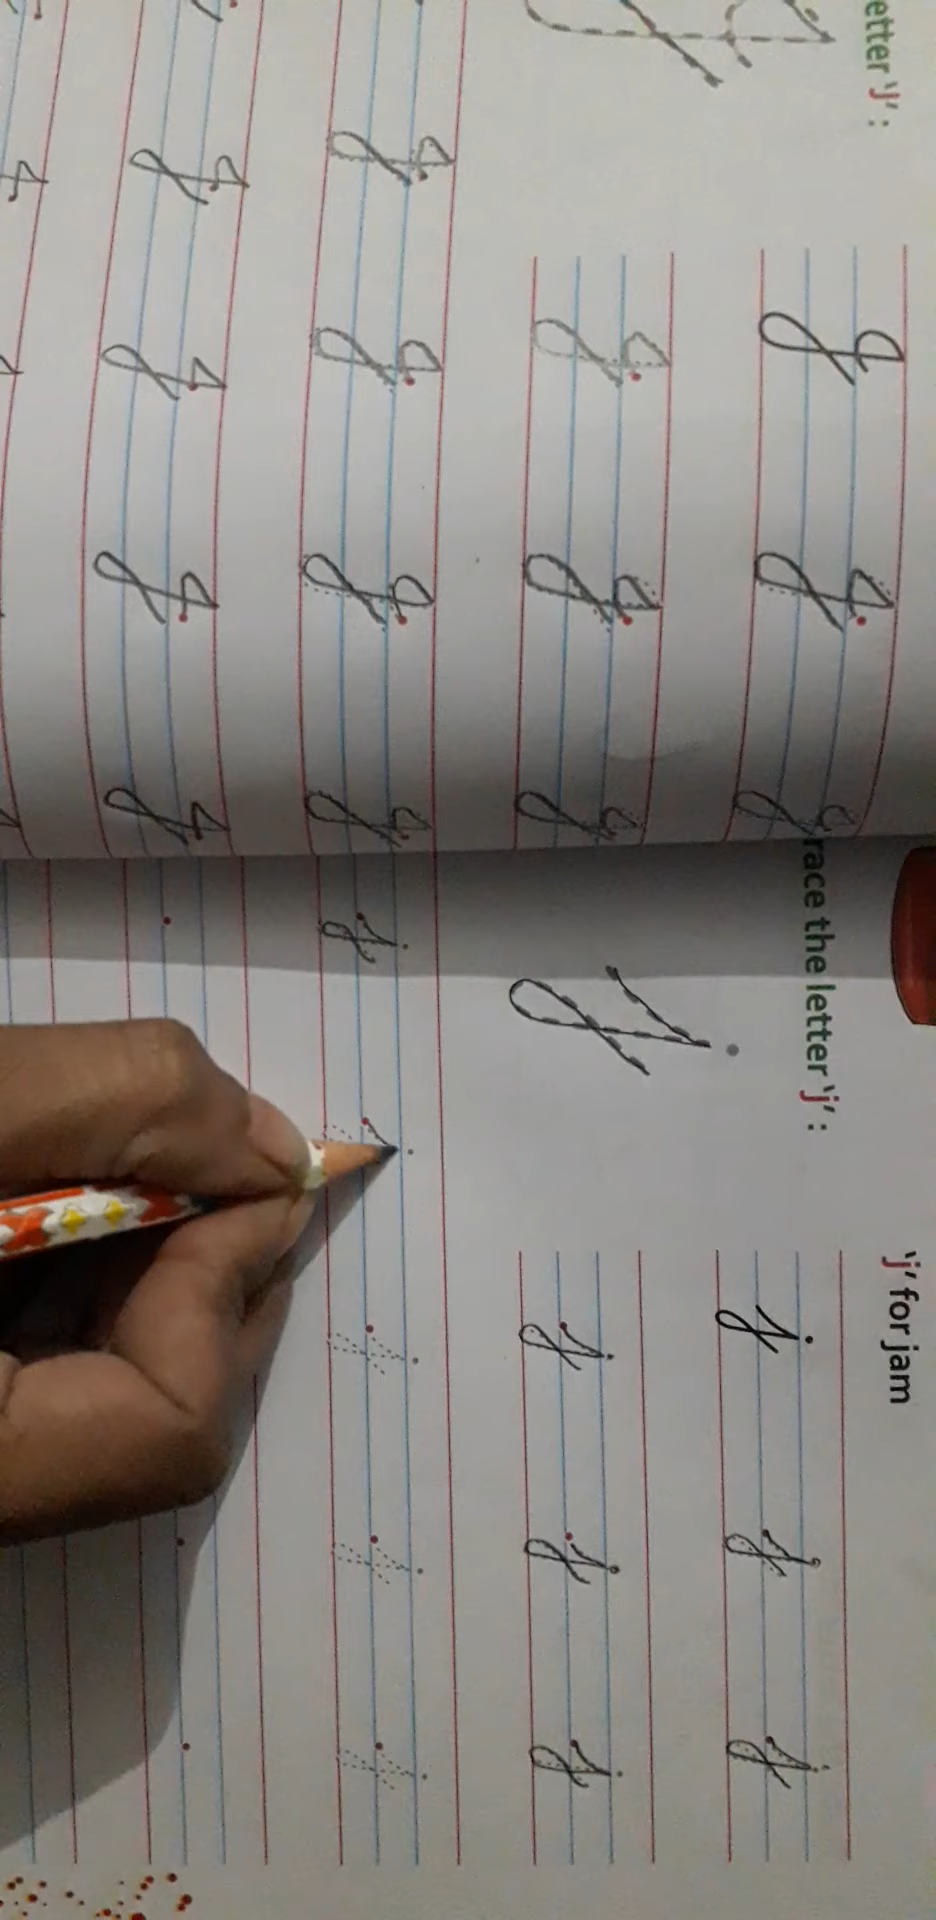 etter 'J' :
J
J J J
J J J
J J J J
J J J J
'j' for jam
race the letter 'j' :
j
j j j
j j j
j j j j j